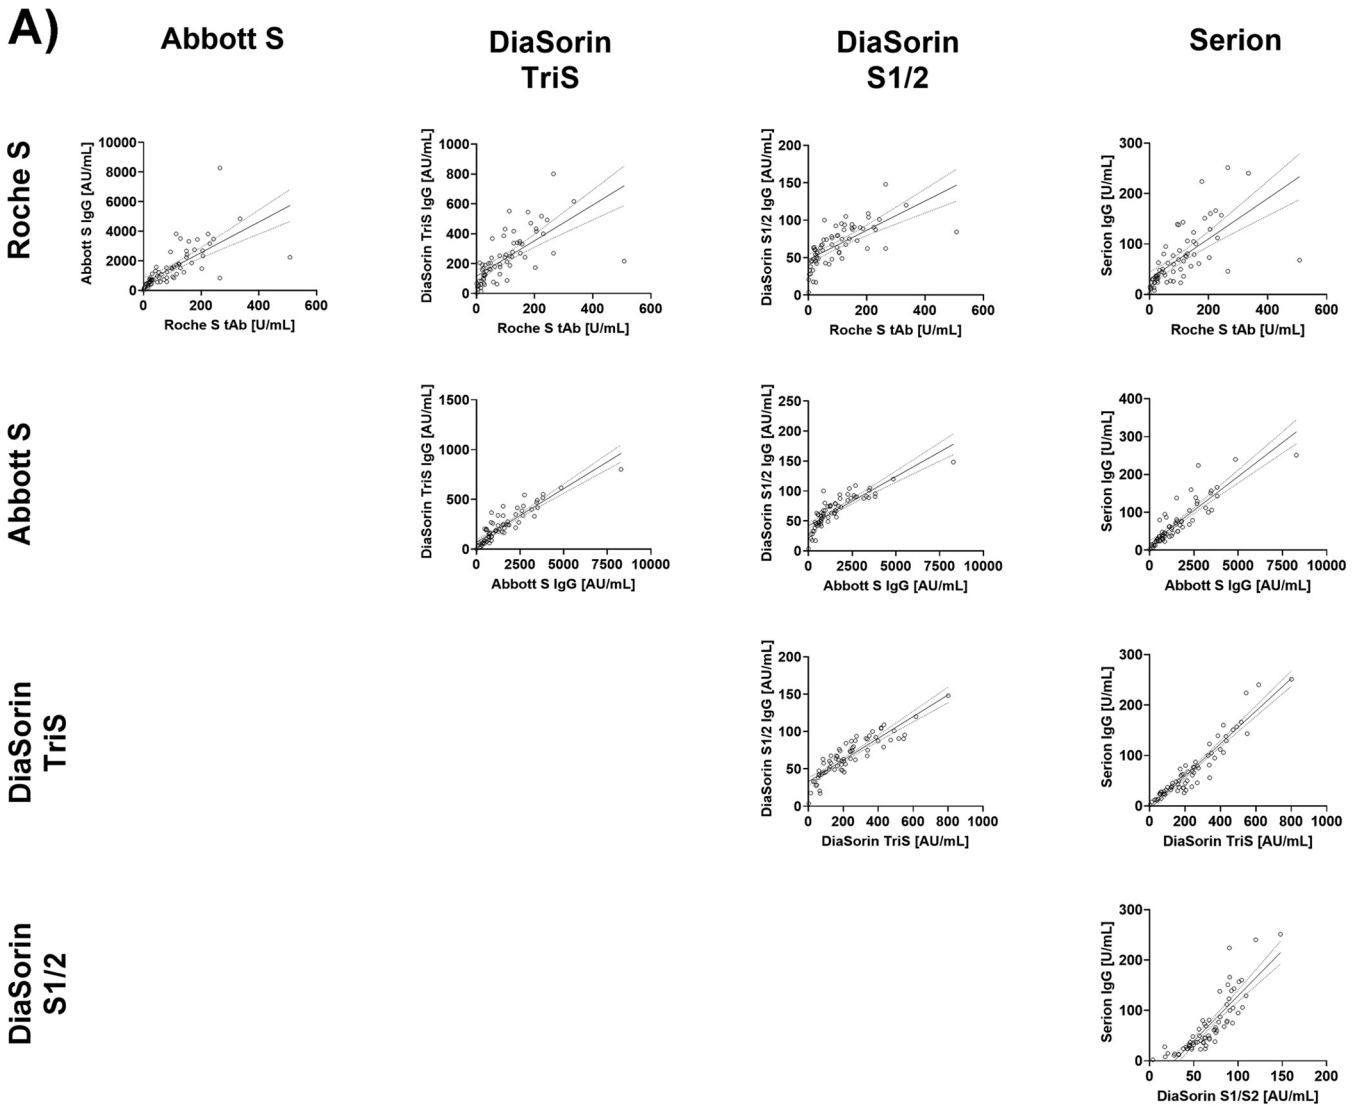 A)
Abbott S
DiaSorin
TriS
DiaSorin
S1/2
Serion
Roche S
Abbott S IgG [AU/mL]
10000
8000
6000
4000
2000
0
0 200 400 600
Roche S tAb [U/mL]
DiaSorin TriS IgG [AU/mL]
1000
800
600
400
200
0
0 200 400 600
Roche S tAb [U/mL]
DiaSorin S1/2 IgG [AU/mL]
200
150
100
50
0
0 200 400 600
Roche S tAb [U/mL]
Serion IgG [U/mL]
300
200
100
0
0 200 400 600
Roche S tAb [U/mL]
Abbott S
DiaSorin TriS IgG [AU/mL]
1500
1000
500
0
0 2500 5000 7500 10000
Abbott S IgG [AU/mL]
DiaSorin S1/2 IgG [AU/mL]
250
200
150
100
50
0
0 2500 5000 7500 10000
Abbott S IgG [AU/mL]
Serion IgG [U/mL]
400
300
200
100
0
0 2500 5000 7500 10000
Abbott S IgG [AU/mL]
DiaSorin
TriS
DiaSorin S1/2 IgG [AU/mL]
200
150
100
50
0
0 200 400 600 800 1000
DiaSorin TriS [AU/mL]
Serion IgG [U/mL]
300
200
100
0
0 200 400 600 800 1000
DiaSorin TriS [AU/mL]
DiaSorin
S1/2
Serion IgG [U/mL]
300
200
100
0
0 50 100 150 200
DiaSorin S1/S2 [AU/mL]